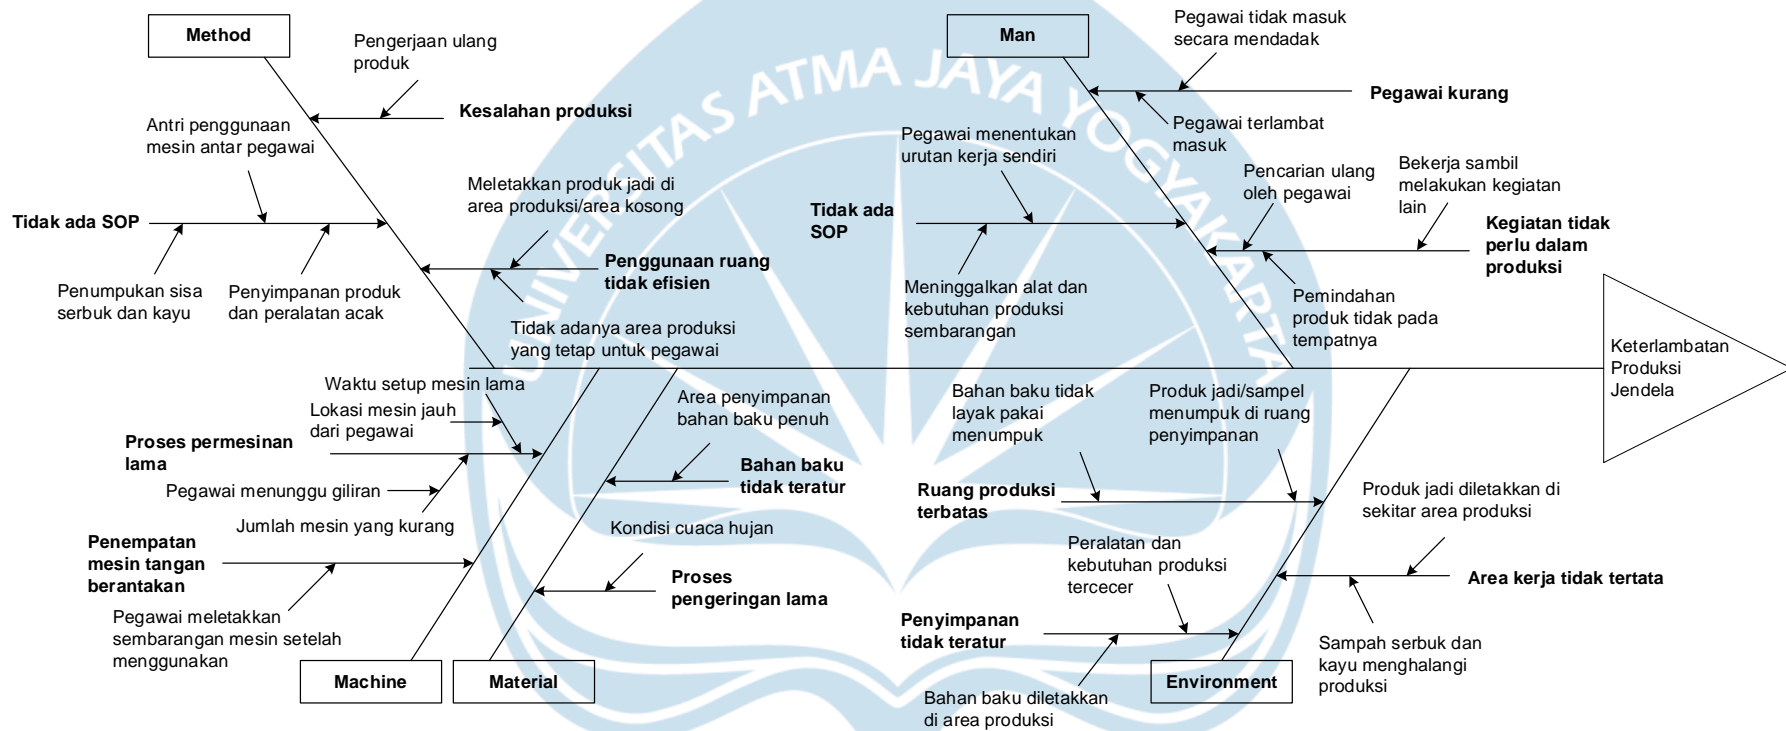 Method
Pengerjaan ulang
produk
Kesalahan produksi
Antri penggunaan
mesin antar pegawai
Tidak ada SOP
Penumpukan sisa
serbuk dan kayu
Penyimpanan produk
dan peralatan acak
Meletakkan produk jadi di
area produksi/area kosong
Penggunaan ruang
tidak efisien
Tidak adanya area produksi
yang tetap untuk pegawai
Man
Pegawai tidak masuk
secara mendadak
Pegawai kurang
Pegawai terlambat
masuk
Pegawai menentukan
urutan kerja sendiri
Tidak ada
SOP
Meninggalkan alat dan
kebutuhan produksi
sembarangan
Pencarian ulang
oleh pegawai
Bekerja sambil
melakukan kegiatan
lain
Kegiatan tidak
perlu dalam
produksi
Pemindahan
produk tidak pada
tempatnya
Keterlambatan
Produksi
Jendela
Waktu setup mesin lama
Lokasi mesin jauh
dari pegawai
Proses permesinan
lama
Pegawai menunggu giliran
Jumlah mesin yang kurang
Penempatan
mesin tangan
berantakan
Pegawai meletakkan
sembarangan mesin setelah
menggunakan
Machine
Area penyimpanan
bahan baku penuh
Bahan baku
tidak teratur
Kondisi cuaca hujan
Proses
pengeringan lama
Material
Bahan baku tidak
layak pakai
menumpuk
Produk jadi/sampel
menumpuk di ruang
penyimpanan
Ruang produksi
terbatas
Produk jadi diletakkan di
sekitar area produksi
Area kerja tidak tertata
Sampah serbuk dan
kayu menghalangi
produksi
Peralatan dan
kebutuhan produksi
tercecer
Penyimpanan
tidak teratur
Bahan baku diletakkan
di area produksi
Environment
UNIVERSITAS ATMA JAYA YOGYAKARTA